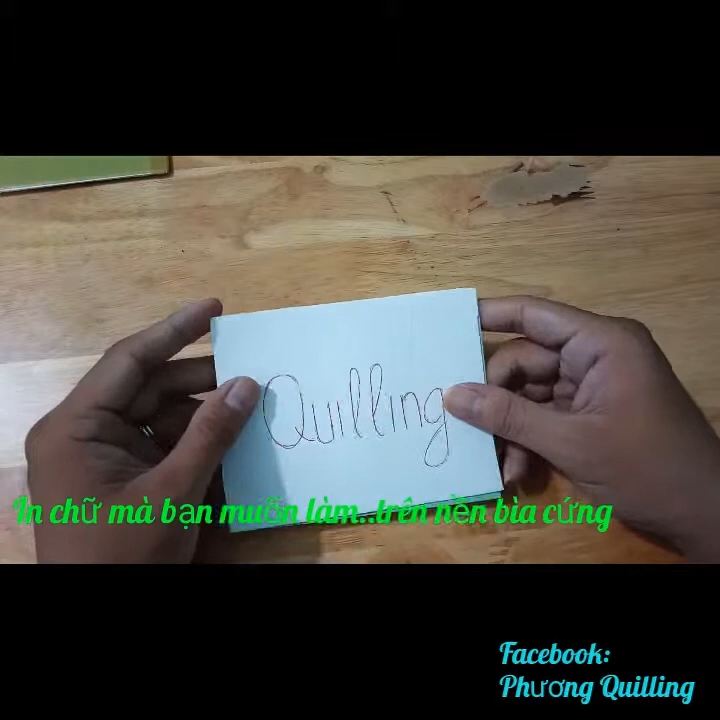 Quilling
In chữ mà bạn muốn làm..trên nền bìa cứng
Facebook:
Phương Quilling